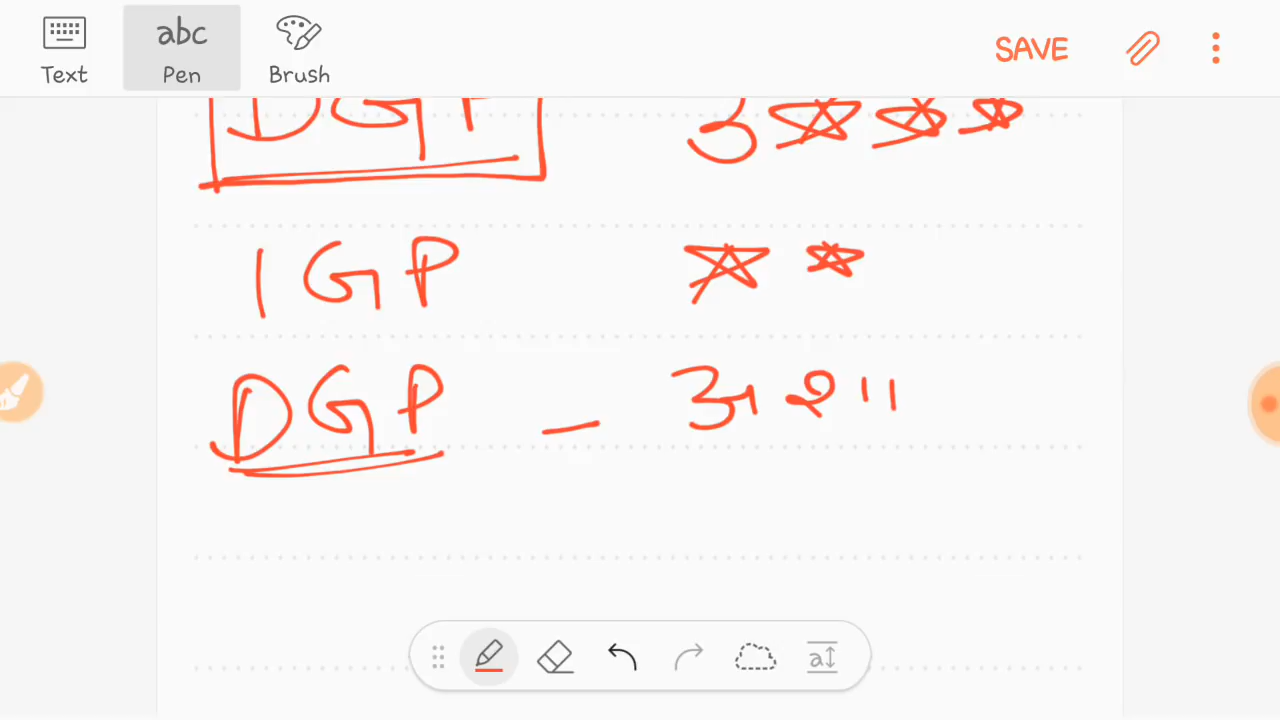 Text abc Pen Brush SAVE
DGP 3 ☆☆☆
IGP ☆☆
DGP —